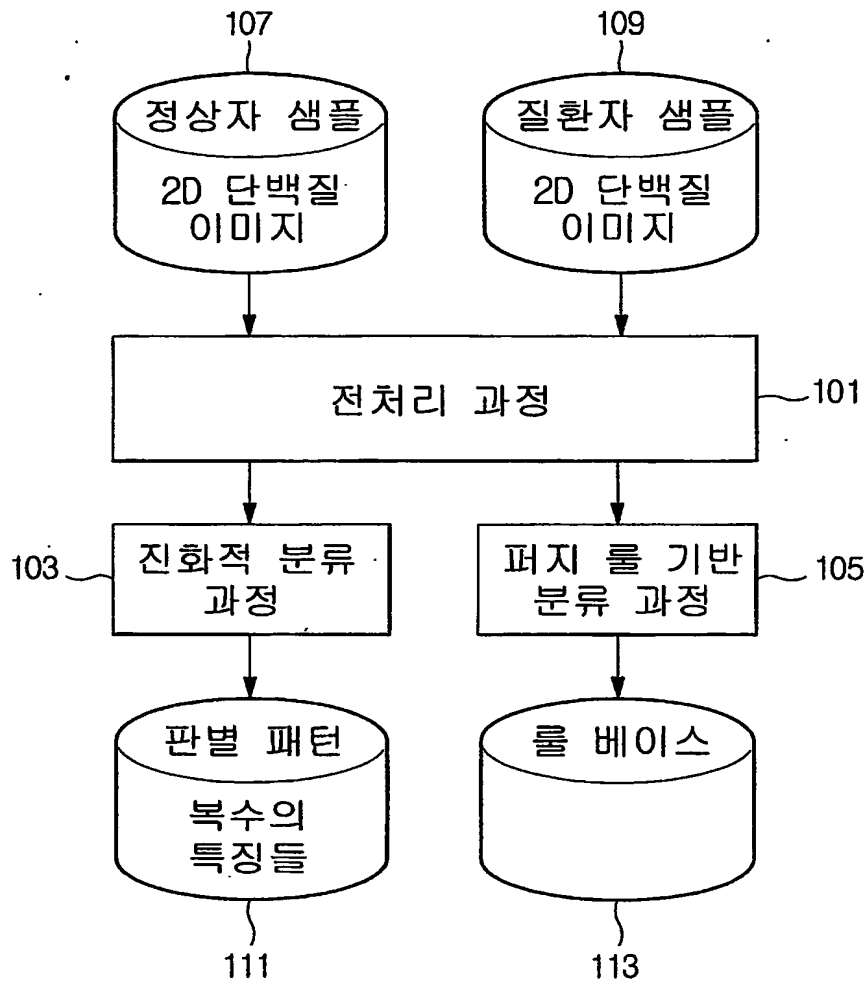 107
109
정상자 샘플
2D 단백질
이미지
질환자 샘플
2D 단백질
이미지
전처리 과정
101
103
진화적 분류
과정
퍼지 룰 기반
분류 과정
105
판별 패턴
복수의
특징들
룰 베이스
111
113